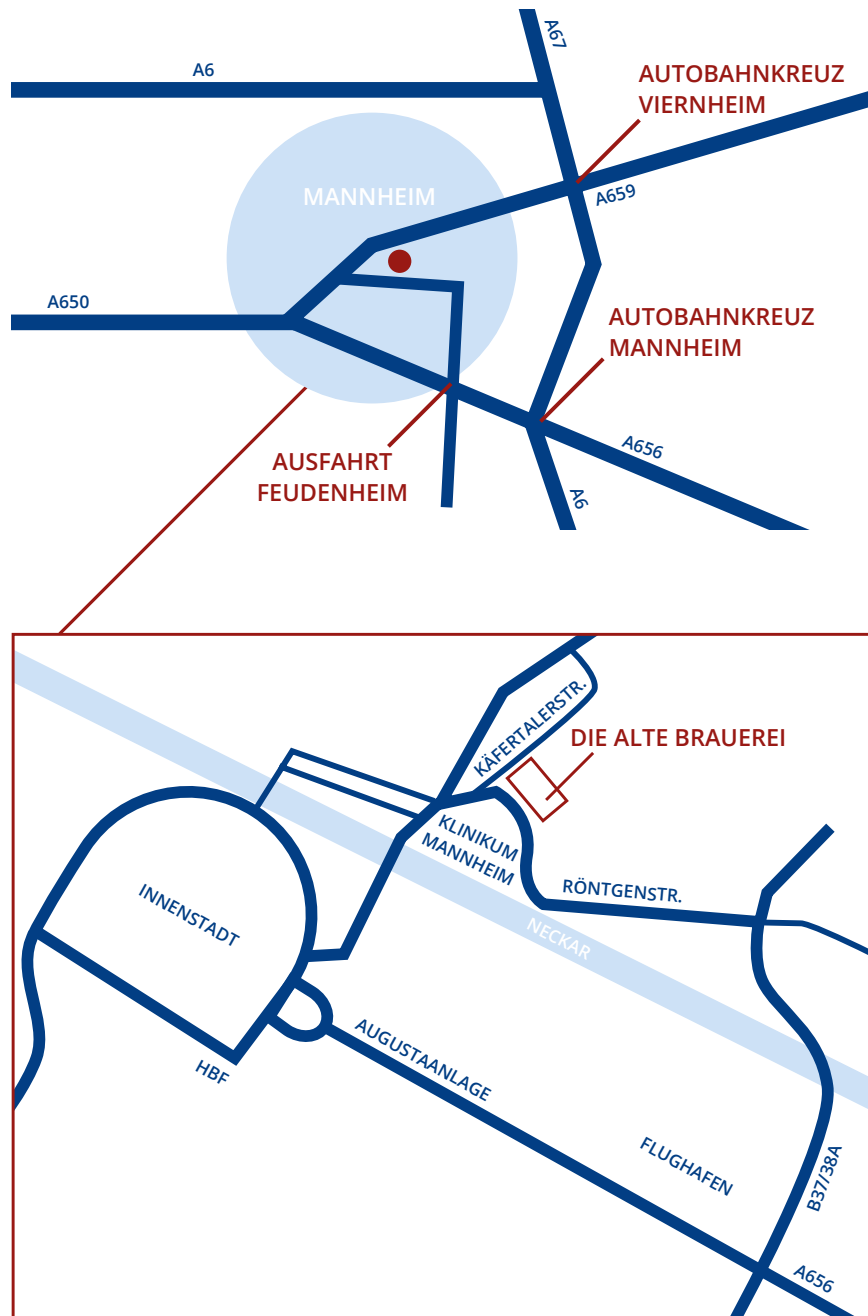 A67
A6
AUTOBAHNKREUZ
VIERNHEIM
MANNHEIM
A659
A650
AUTOBAHNKREUZ
MANNHEIM
A656
AUSFAHRT
FEUDENHEIM
A6
KÄFERTALERSTR.
DIE ALTE BRAUEREI
KLINIKUM
MANNHEIM
RÖNTGENSTR.
INNENSTADT
NECKAR
AUGUSTAANLAGE
HBF
FLUGHAFEN
B37/38A
A656